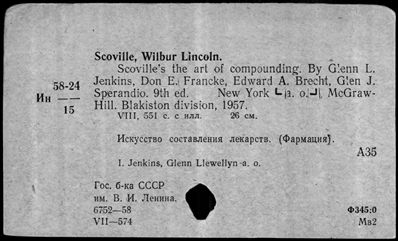 Scoville, Wilbur Lincoln.
Scoville's the art of compounding. By Glenn L.
Jenkins, Don E. Francke, Edward A. Brecht, Glen J.
Sperandio. 9th ed. New York [a. o.], McGraw-
Hill. Blakiston division, 1957.
VIII, 551 с. с илл. 26 см.
Ин 58-24
15
Искусство составления лекарств. (Фармация).
А35
I. Jenkins, Glenn Llewellyn a. o.
Гос. б-ка СССР
им. В. И. Ленина.
6752—58
VII—574
Ф345:0
Мв2